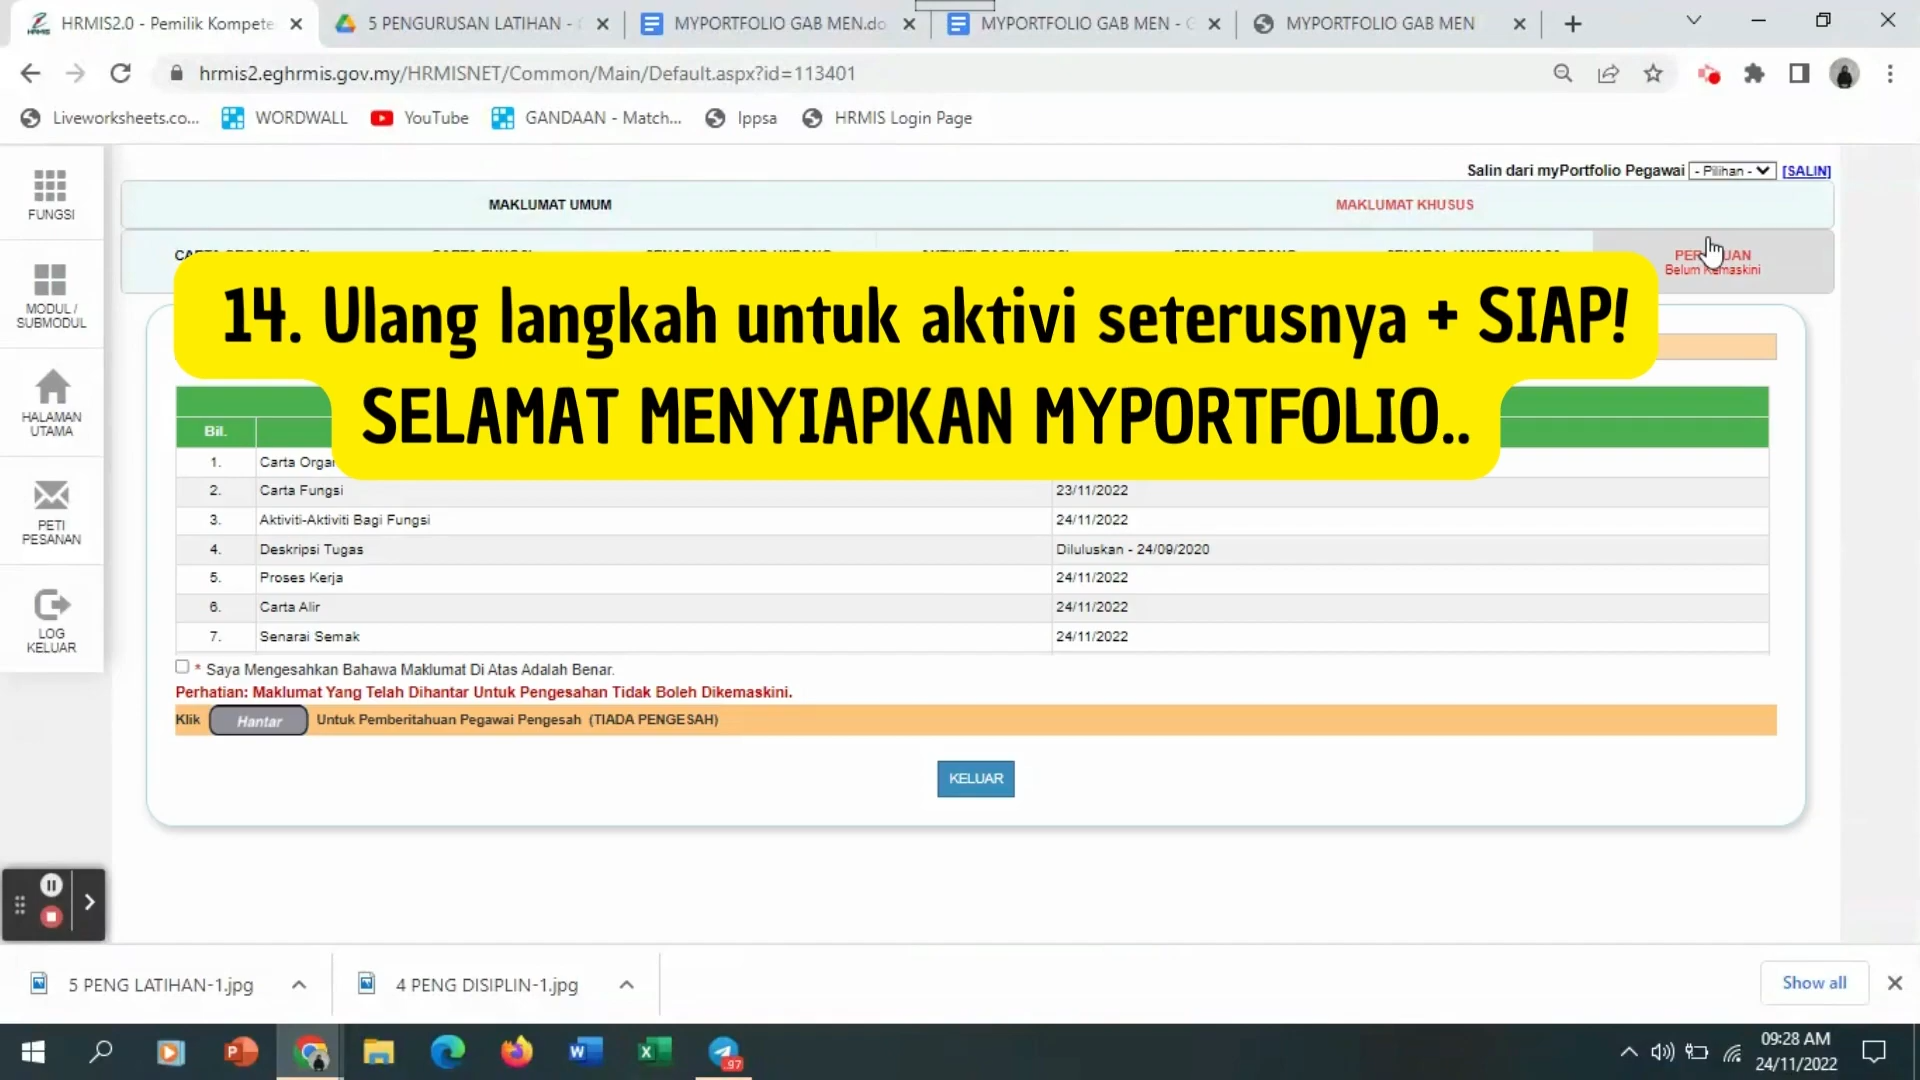 HRMIS2.0 - Pemilik Kompete
5 PENGURUSAN LATIHAN -
MYPORTFOLIO GAB MEN.do
MYPORTFOLIO GAB MEN - G
MYPORTFOLIO GAB MEN
hrmis2.eghrmis.gov.my/HRMISNET/Common/Main/Default.aspx?id=113401
Liveworksheets.co...
WORDWALL
YouTube
GANDAAN - Match...
Ippsa
HRMIS Login Page
FUNGSI
MODUL /
SUBMODUL
HALAMAN
UTAMA
PETI
PESANAN
LOG
KELUAR
Salin dari myPortfolio Pegawai - Pilihan - [SALIN]
MAKLUMAT UMUM
MAKLUMAT KHUSUS
Belum Kemaskini
14. Ulang langkah untuk aktivi seterusnya + SIAP!
SELAMAT MENYIAPKAN MYPORTFOLIO..
Bil.
1. Carta Orga
2. Carta Fungsi 23/11/2022
3. Aktiviti-Aktiviti Bagi Fungsi 24/11/2022
4. Deskripsi Tugas Diluluskan - 24/09/2020
5. Proses Kerja 24/11/2022
6. Carta Alir 24/11/2022
7. Senarai Semak 24/11/2022
* Saya Mengesahkan Bahawa Maklumat Di Atas Adalah Benar.
Perhatian: Maklumat Yang Telah Dihantar Untuk Pengesahan Tidak Boleh Dikemaskini.
Klik Hantar Untuk Pemberitahuan Pegawai Pengesah (TIADA PENGESAH)
KELUAR
5 PENG LATIHAN-1.jpg
4 PENG DISIPLIN-1.jpg
Show all
97
09:28 AM
24/11/2022